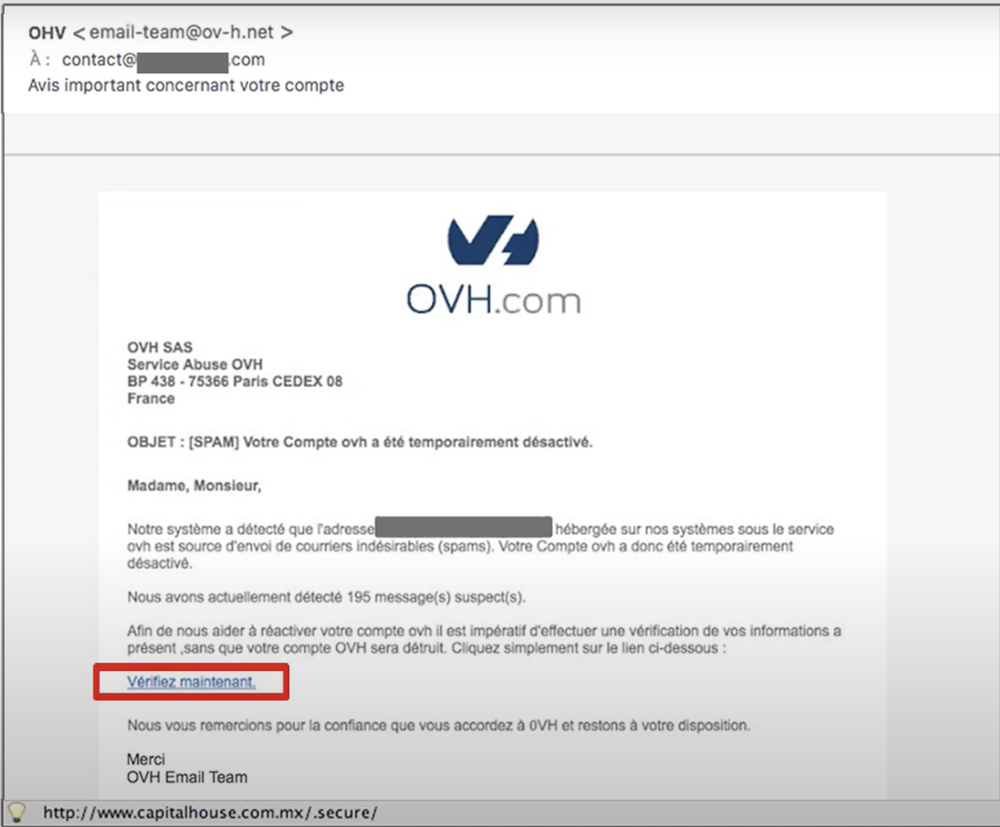 OHV < email-team@ov-h.net >
À : contact@ .com
Avis important concernant votre compte
OVH.com
OVH SAS
Service Abuse OVH
BP 438 - 75366 Paris CEDEX 08
France
OBJET : [SPAM] Votre Compte ovh a été temporairement désactivé.
Madame, Monsieur,
Notre système a détecté que l'adresse hébergée sur nos systèmes sous le service
ovh est source d'envoi de courriers indésirables (spams). Votre Compte ovh a donc été temporairement
désactivé.
Nous avons actuellement détecté 195 message(s) suspect(s).
Afin de nous aider à réactiver votre compte ovh il est impératif d'effectuer une vérification de vos informations a
présent ,sans que votre compte OVH sera détruit. Cliquez simplement sur le lien ci-dessous :
Vérifiez maintenant.
Nous vous remercions pour la confiance que vous accordez à 0VH et restons à votre disposition.
Merci
OVH Email Team
http://www.capitalhouse.com.mx/.secure/